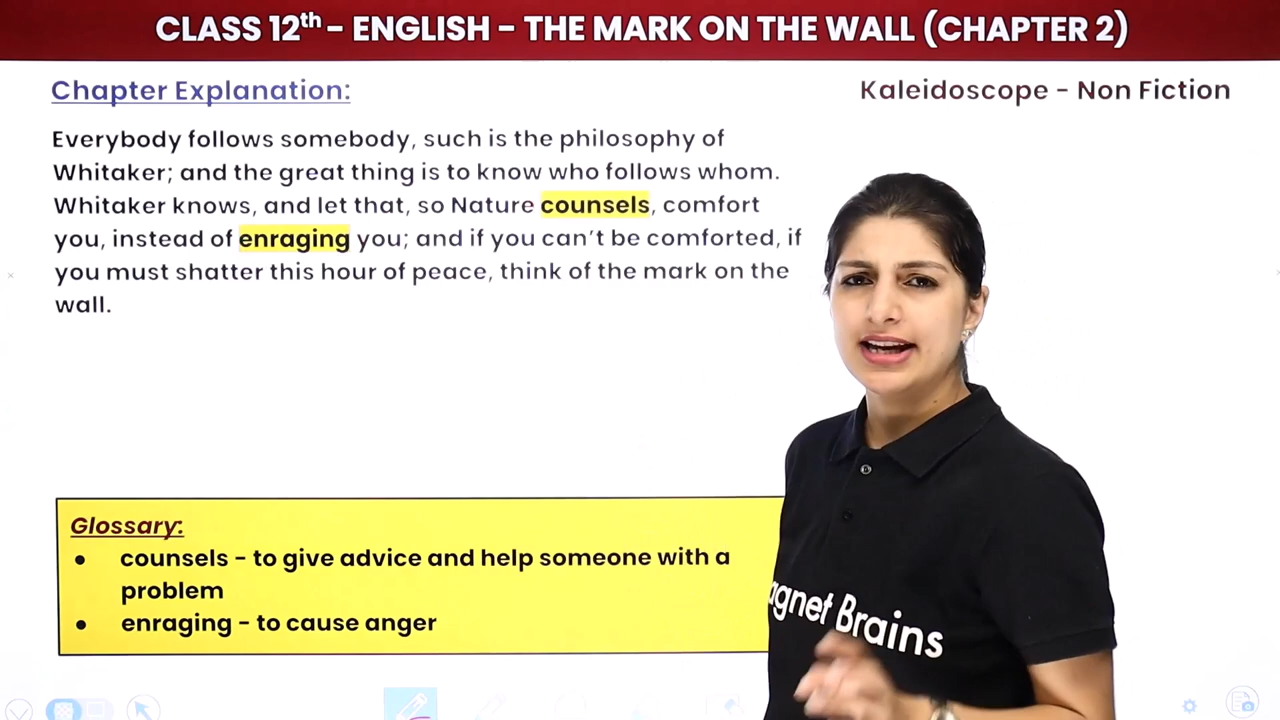 CLASS 12th - ENGLISH - THE MARK ON THE WALL (CHAPTER 2)
Chapter Explanation:
Kaleidoscope - Non Fiction
Everybody follows somebody, such is the philosophy of
Whitaker; and the great thing is to know who follows whom.
Whitaker knows, and let that, so Nature counsels, comfort
you, instead of enraging you; and if you can't be comforted, if
you must shatter this hour of peace, think of the mark on the
wall.
Glossary:
● counsels - to give advice and help someone with a
problem
● enraging - to cause anger
agnet Brains